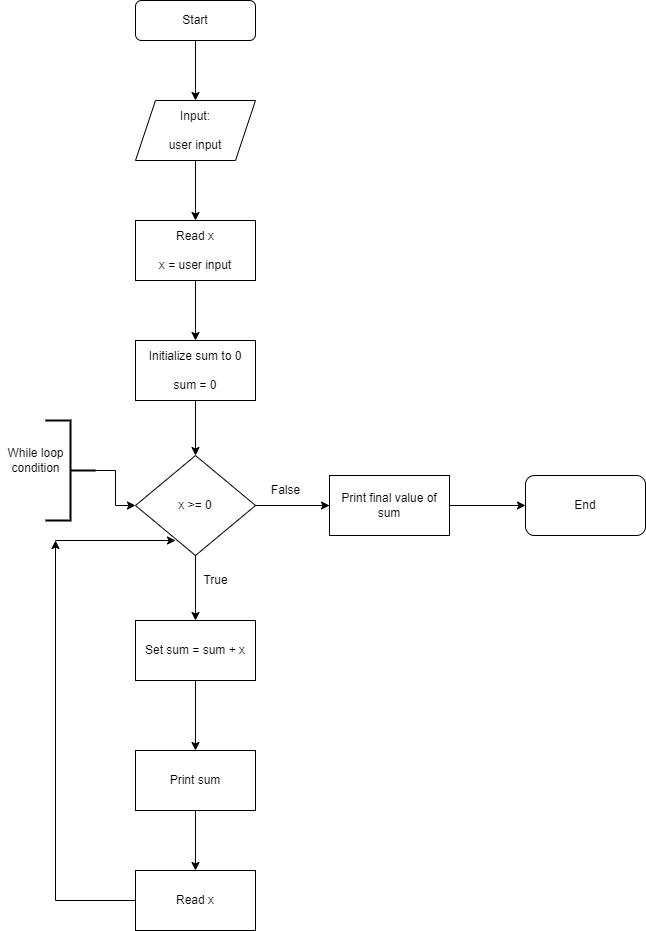 Start
Input:
user input
Read x
x = user input
Initialize sum to 0
sum = 0
While loop
condition
x >= 0
False
Print final value of
sum
End
True
Set sum = sum + x
Print sum
Read x